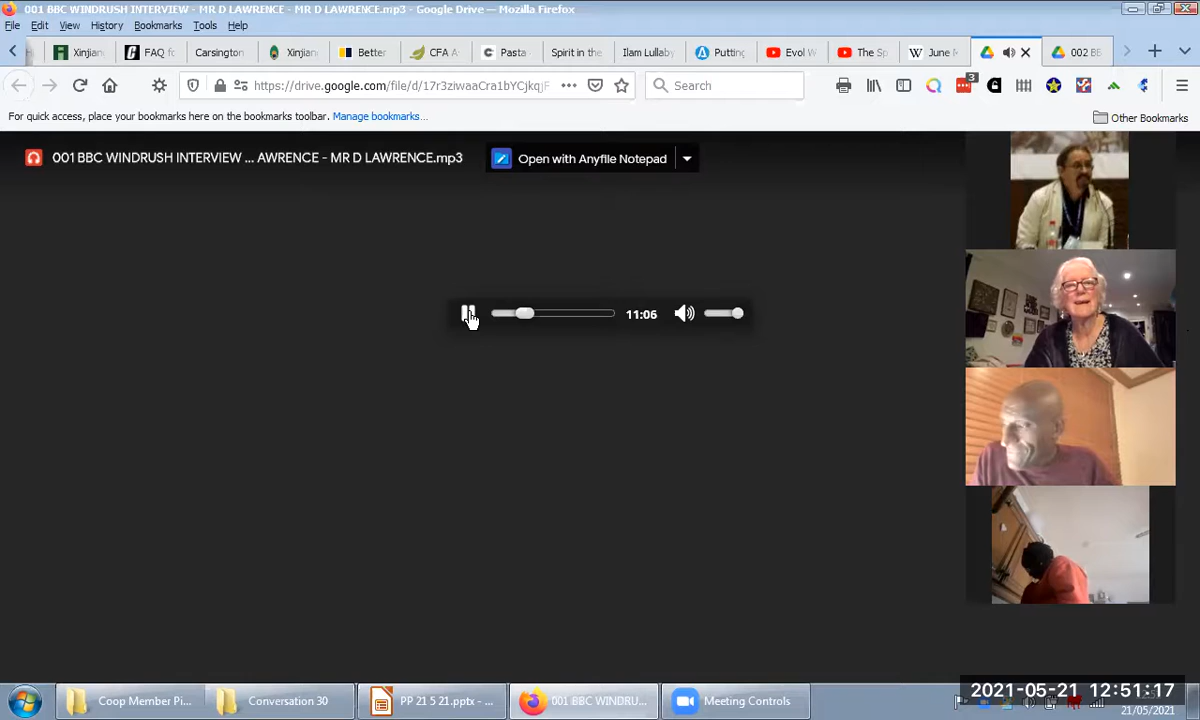 001 BBC WINDRUSH INTERVIEW - MR D LAWRENCE - MR D LAWRENCE.mp3 - Google Drive — Mozilla Firefox
File Edit View History Bookmarks Tools Help
Xinjian
FAQ fo
Carsington
Xinjian
Better
CFA A
Pasta
Spirit in the
Ilam Lullaby
Putting
Evol W
The Sp
June
002 BB
https://drive.google.com/file/d/17r3ziwaaCra1bYCjkqjF
Search
3
For quick access, place your bookmarks here on the bookmarks toolbar. Manage bookmarks...
Other Bookmarks
001 BBC WINDRUSH INTERVIEW ... AWRENCE - MR D LAWRENCE.mp3
Open with Anyfile Notepad
11:06
Coop Member Pi...
Conversation 30
PP 21 5 21.pptx - ...
001 BBC WINDRU...
Meeting Controls
2021-05-21 12:51:17
21/05/2021